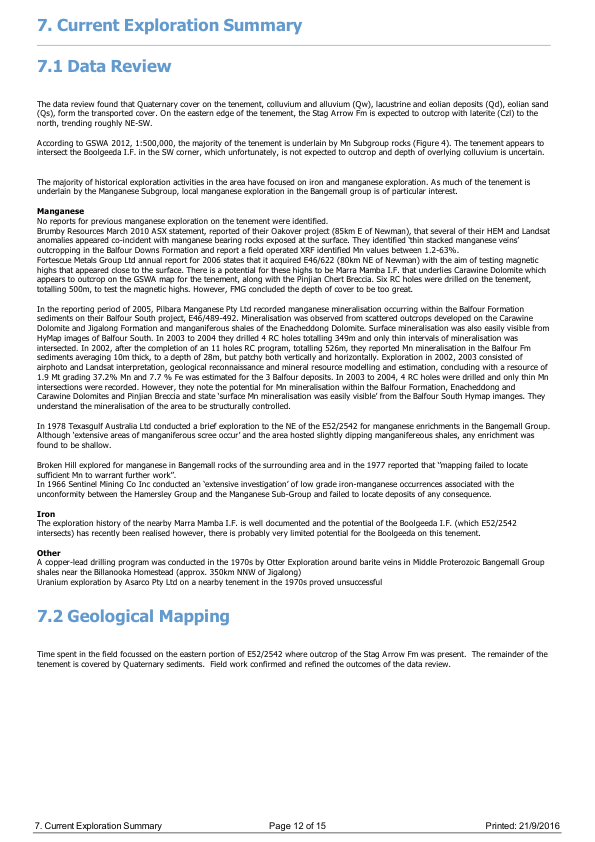 7. Current Exploration Summary
7.1 Data Review
The data review found that Quaternary cover on the tenement, colluvium and alluvium (Qw), lacustrine and eolian deposits (Qd), eolian sand
(Qs), form the transported cover. On the eastern edge of the tenement, the Stag Arrow Fm is expected to outcrop with laterite (Czl) to the
north, trending roughly NE-SW.
According to GSWA 2012, 1:500,000, the majority of the tenement is underlain by Mn Subgroup rocks (Figure 4). The tenement appears to
intersect the Boolgeeda I.F. in the SW corner, which unfortunately, is not expected to outcrop and depth of overlying colluvium is uncertain.
The majority of historical exploration activities in the area have focused on iron and manganese exploration. As much of the tenement is
underlain by the Manganese Subgroup, local manganese exploration in the Bangemall group is of particular interest.
Manganese
No reports for previous manganese exploration on the tenement were identified.
Brumby Resources March 2010 ASX statement, reported of their Oakover project (85km E of Newman), that several of their HEM and Landsat
anomalies appeared co-incident with manganese bearing rocks exposed at the surface. They identified 'thin stacked manganese veins'
outcropping in the Balfour Downs Formation and report a field operated XRF identified Mn values between 1.2-63%.
Fortescue Metals Group Ltd annual report for 2006 states that it acquired E46/622 (80km NE of Newman) with the aim of testing magnetic
highs that appeared close to the surface. There is a potential for these highs to be Marra Mamba I.F. that underlies Carawine Dolomite which
appears to outcrop on the GSWA map for the tenement, along with the Pinjian Chert Breccia. Six RC holes were drilled on the tenement,
totalling 500m, to test the magnetic highs. However, FMG concluded the depth of cover to be too great.
In the reporting period of 2005, Pilbara Manganese Pty Ltd recorded manganese mineralisation occurring within the Balfour Formation
sediments on their Balfour South project, E46/489-492. Mineralisation was observed from scattered outcrops developed on the Carawine
Dolomite and Jigalong Formation and manganiferous shales of the Enacheddong Dolomite. Surface mineralisation was also easily visible from
HyMap images of Balfour South. In 2003 to 2004 they drilled 4 RC holes totalling 349m and only thin intervals of mineralisation was
intersected. In 2002, after the completion of an 11 holes RC program, totalling 526m, they reported Mn mineralisation in the Balfour Fm
sediments averaging 10m thick, to a depth of 28m, but patchy both vertically and horizontally. Exploration in 2002, 2003 consisted of
airphoto and Landsat interpretation, geological reconnaissance and mineral resource modelling and estimation, concluding with a resource of
1.9 Mt grading 37.2% Mn and 7.7 % Fe was estimated for the 3 Balfour deposits. In 2003 to 2004, 4 RC holes were drilled and only thin Mn
intersections were recorded. However, they note the potential for Mn mineralisation within the Balfour Formation, Enacheddong and
Carawine Dolomites and Pinjian Breccia and state 'surface Mn mineralisation was easily visible' from the Balfour South Hymap imnages. They
understand the mineralisation of the area to be structurally controlled.
In 1978 Texasgulf Australia Ltd conducted a brief exploration to the NE of the E52/2542 for manganese enrichments in the Bangemall Group.
Although 'extensive areas of manganiferous scree occur' and the area hosted slightly dipping manganiferous shales, any enrichment was
found to be shallow.
Broken Hill explored for manganese in Bangemall rocks of the surrounding area and in the 1977 reported that "mapping failed to locate
sufficient Mn to warrant further work".
In 1966 Sentinel Mining Co Inc conducted an 'extensive investigation' of low grade iron-manganese occurrences associated with the
unconformity between the Hamersley Group and the Manganese Sub-Group and failed to locate deposits of any consequence.
Iron
The exploration history of the nearby Marra Mamba I.F. is well documented and the potential of the Boolgeeda I.F. (which E52/2542
intersects) has recently been realised however, there is probably very limited potential for the Boolgeeda on this tenement.
Other
A copper-lead drilling program was conducted in the 1970s by Otter Exploration around barite veins in Middle Proterozoic Bangemall Group
shales near the Billanooka Homestead (approx. 350km NNW of Jigalong)
Uranium exploration by Asarco Pty Ltd on a nearby tenement in the 1970s proved unsuccessful
7.2 Geological Mapping
Time spent in the field focussed on the eastern portion of E52/2542 where outcrop of the Stag Arrow Fm was present.  The remainder of the
tenement is covered by Quaternary sediments.  Field work confirmed and refined the outcomes of the data review.
7. Current Exploration Summary
Page 12 of 15
Printed: 21/9/2016